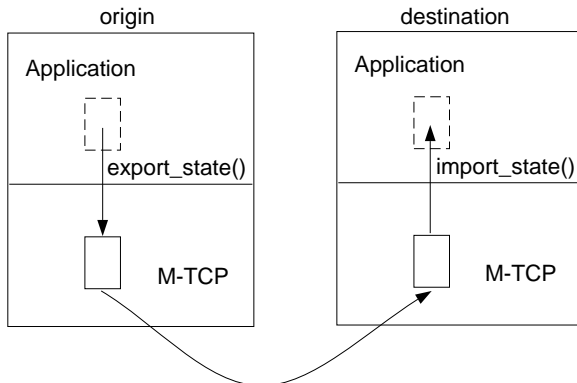 origin
destination
Application
Application
export_state()
import_state()
M-TCP
M-TCP